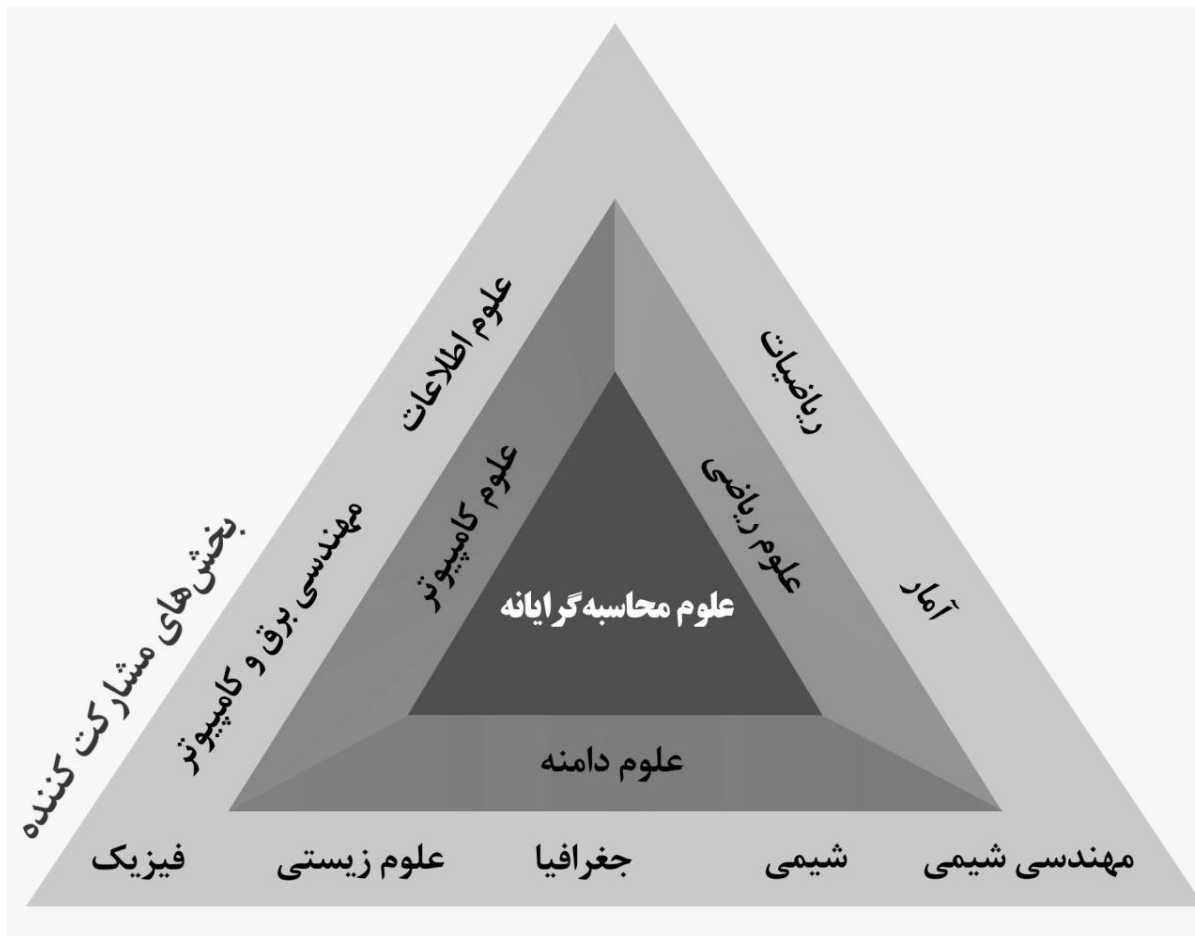 علوم اطلاعات
ریاضیات
علوم کامپیوتر
علوم ریاضی
مهندسی برق و کامپیوتر
آمار
بخش‌های مشارکت کننده
علوم محاسبه‌گرایانه
علوم دامنه
مهندسی شیمی
شیمی
جغرافیا
علوم زیستی
فیزیک